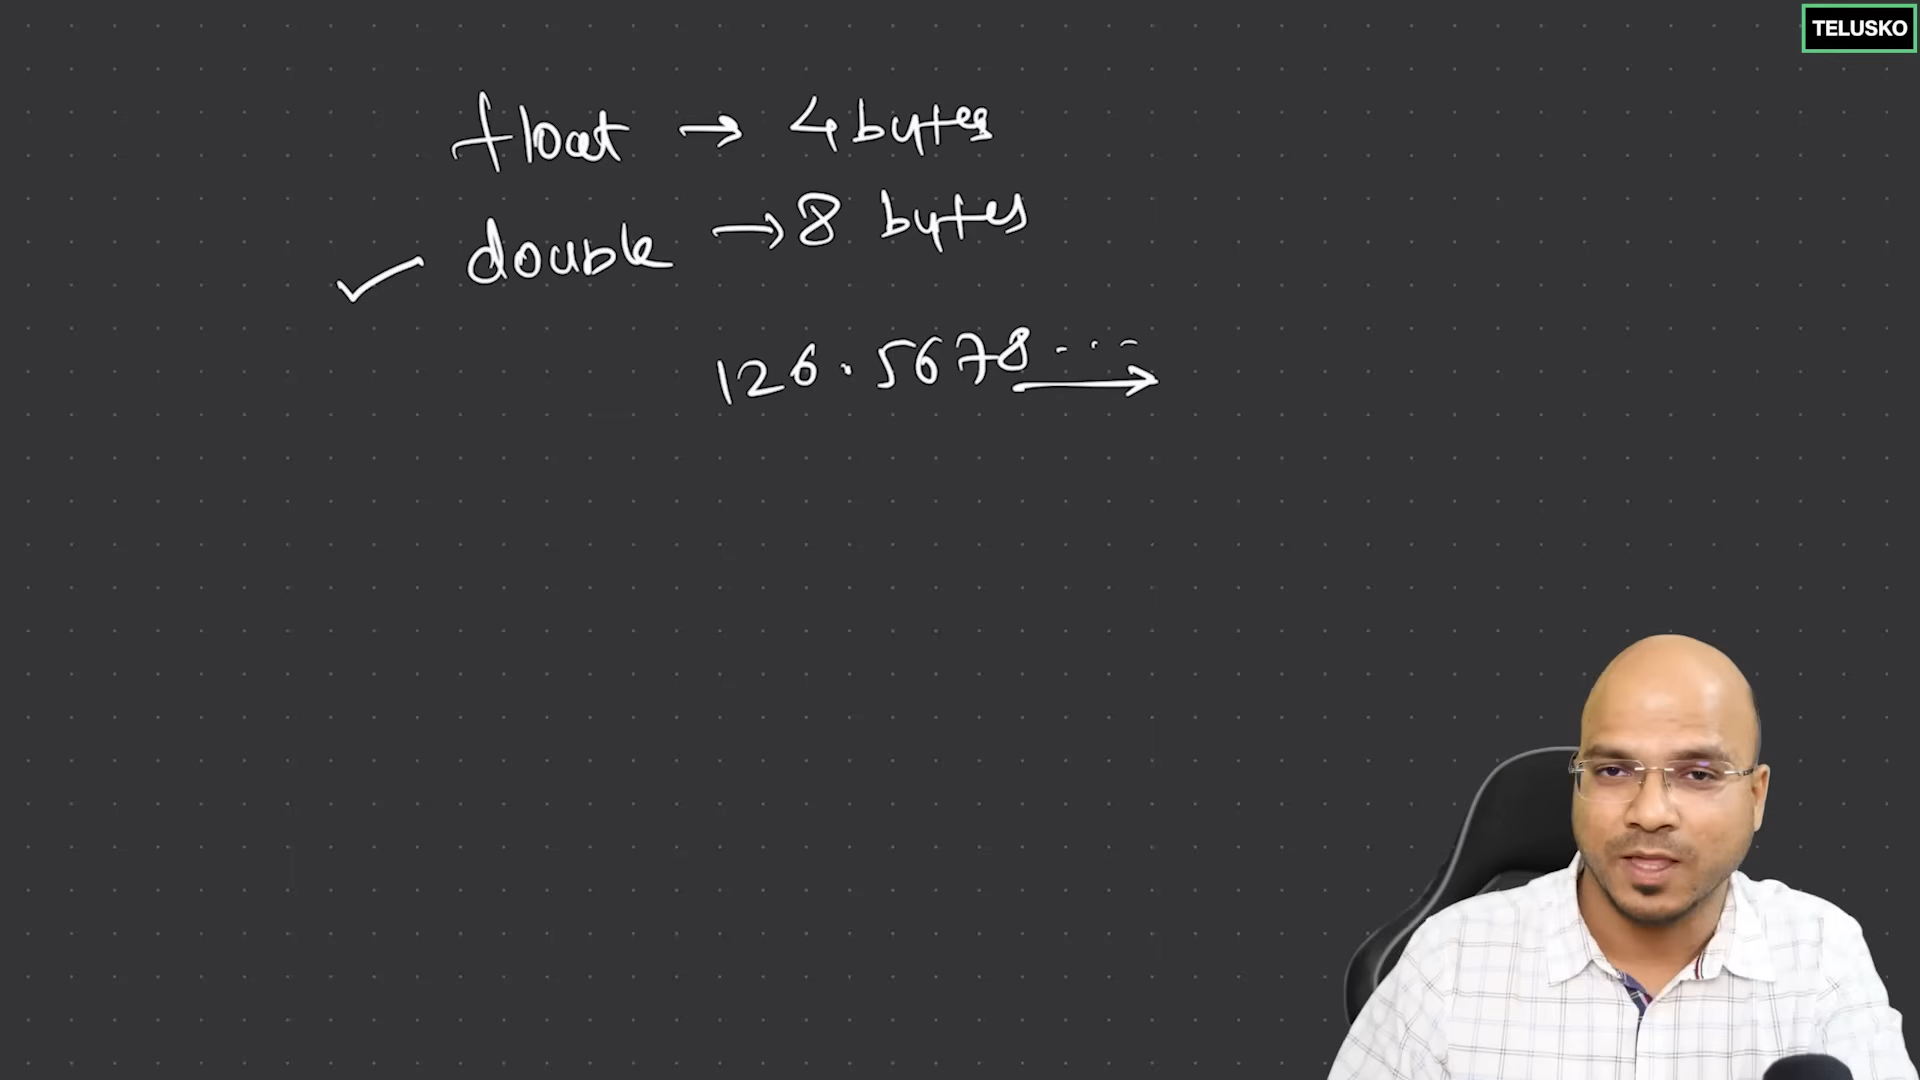 TELUSKO
float → 4 bytes
✓ double → 8 bytes
126.5678...